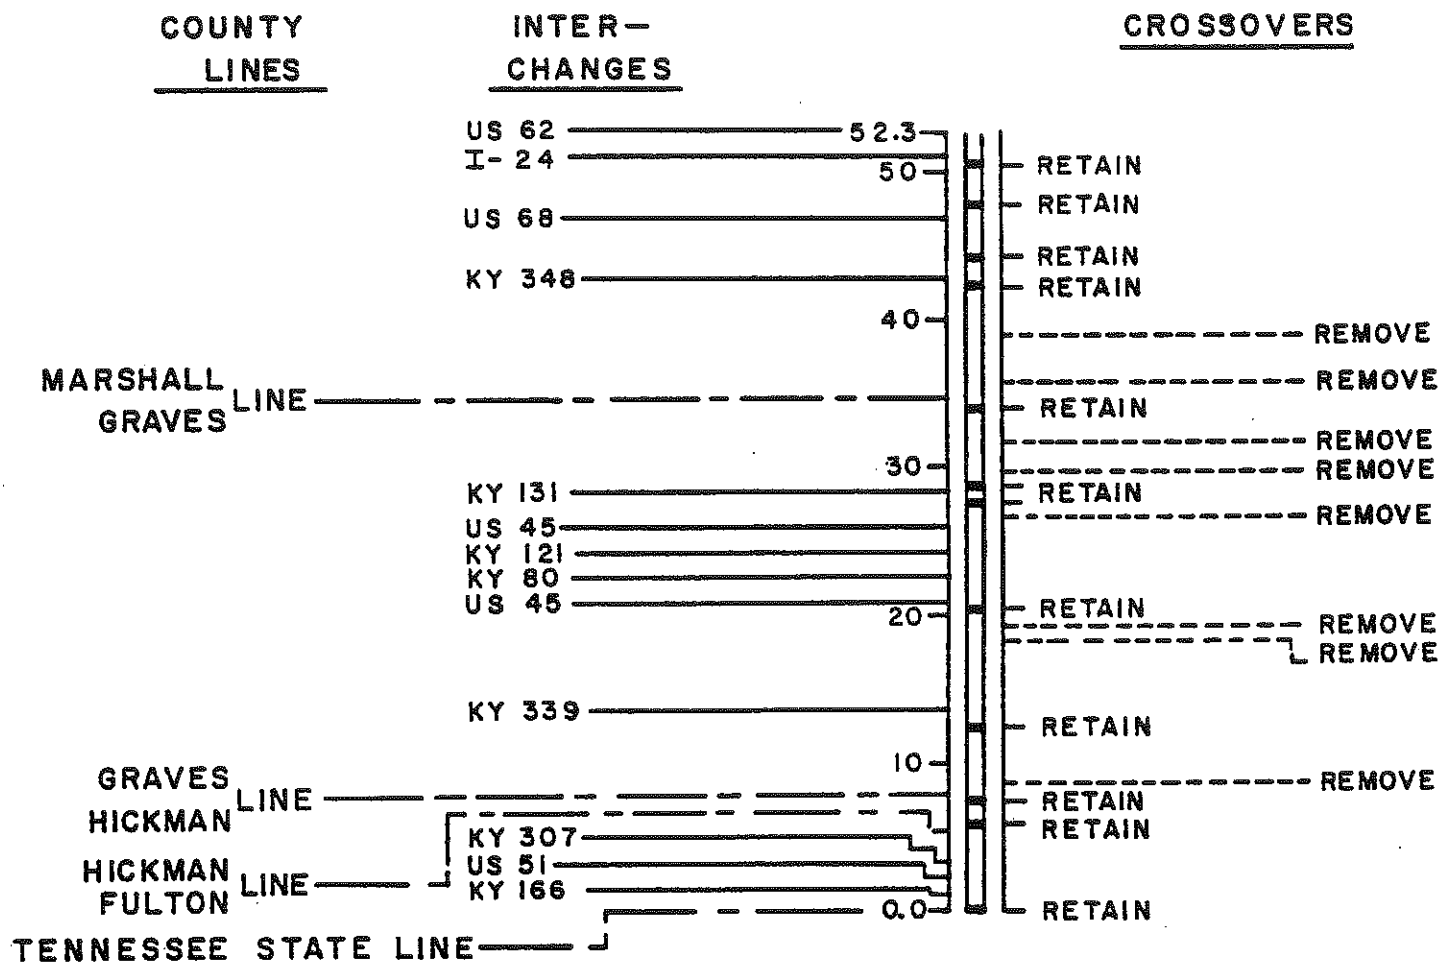 COUNTY LINES
INTER-CHANGES
CROSSOVERS
US 62
52.3
I-24
50
RETAIN
RETAIN
US 68
RETAIN
KY 348
RETAIN
40
REMOVE
MARSHALL
GRAVES
LINE
REMOVE
RETAIN
REMOVE
30
REMOVE
KY 131
RETAIN
REMOVE
US 45
KY 121
KY 80
US 45
RETAIN
20
REMOVE
REMOVE
KY 339
RETAIN
10
GRAVES
HICKMAN
LINE
REMOVE
RETAIN
RETAIN
KY 307
US 51
KY 166
HICKMAN
FULTON
LINE
0.0
RETAIN
TENNESSEE STATE LINE